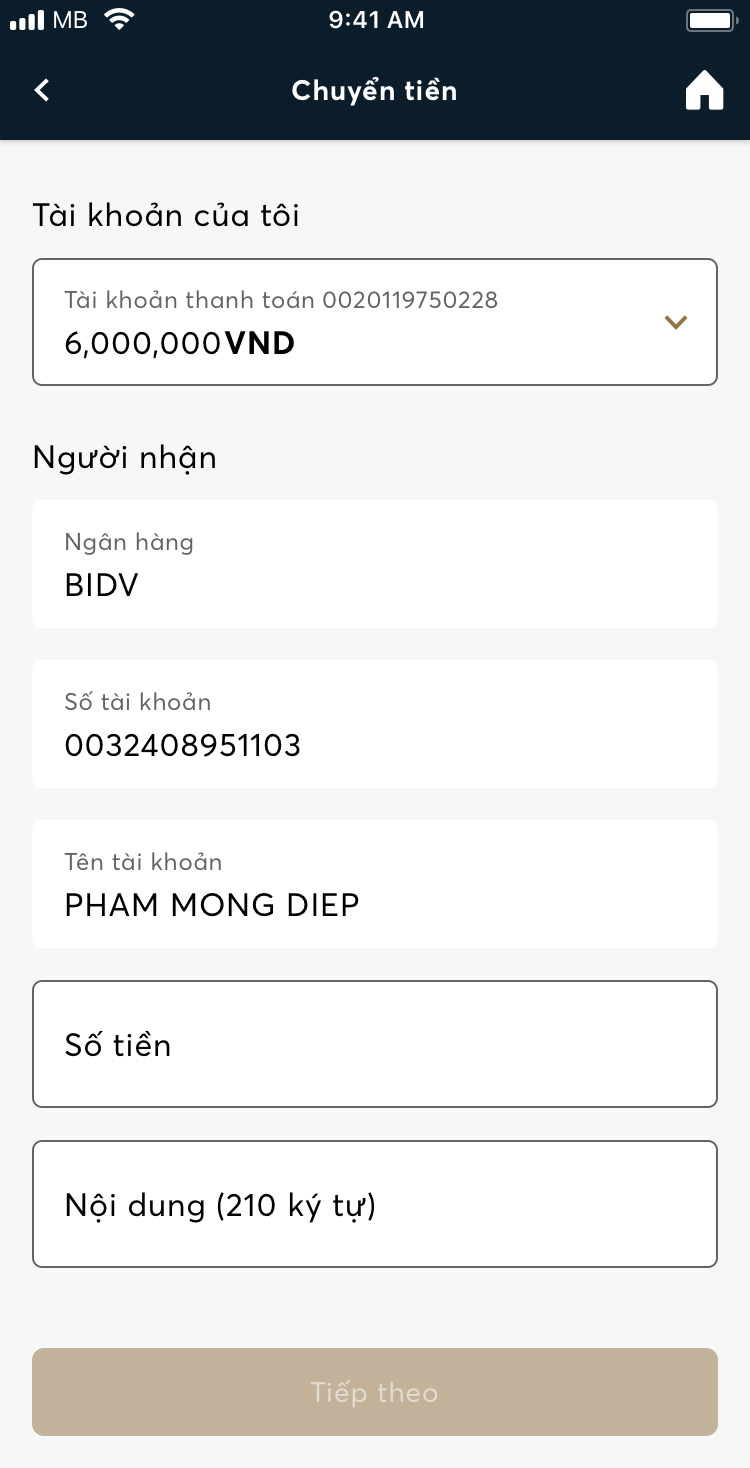 MB 9:41 AM
Chuyển tiền
Tài khoản của tôi
Tài khoản thanh toán 0020119750228
6,000,000VND
Người nhận
Ngân hàng
BIDV
Số tài khoản
0032408951103
Tên tài khoản
PHAM MONG DIEP
Số tiền
Nội dung (210 ký tự)
Tiếp theo